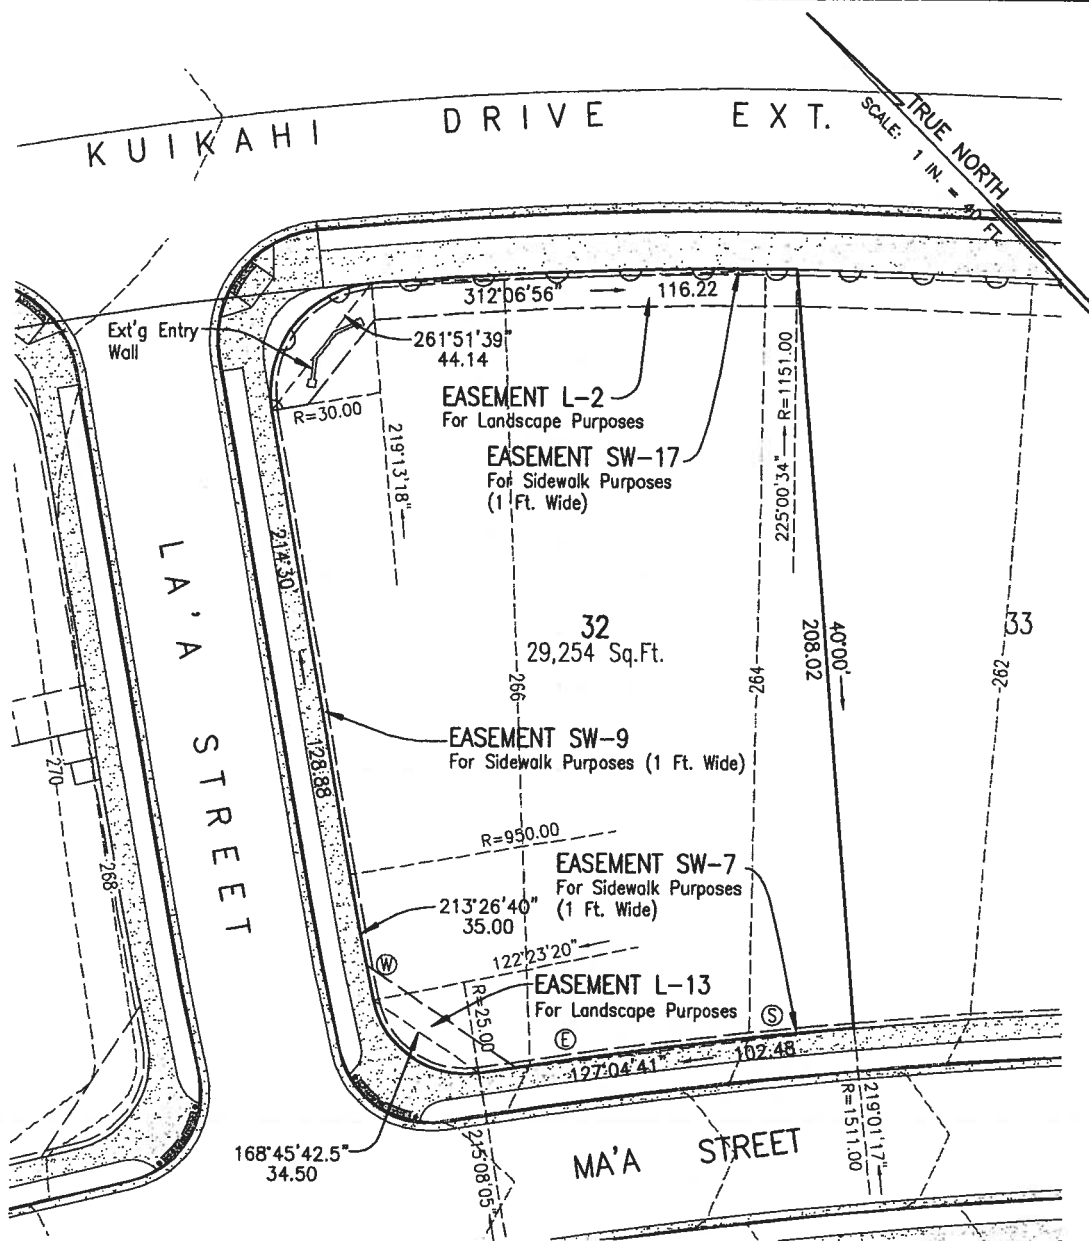 KUIKAHI DRIVE EXT.
TRUE NORTH
SCALE: 1 IN. = 40 FT.
312°06'56" 116.22
Ext'g Entry
Wall
261°51'39"
44.14
R=30.00
EASEMENT L-2
For Landscape Purposes
219°13'18"
EASEMENT SW-17
For Sidewalk Purposes
(1 Ft. Wide)
225°00'34" R=1151.00
LA'A STREET
214°30'
128.88
32
29,254 Sq.Ft.
40°00'
208.02
33
266
264
262
270
268
EASEMENT SW-9
For Sidewalk Purposes (1 Ft. Wide)
R=950.00
EASEMENT SW-7
For Sidewalk Purposes
(1 Ft. Wide)
213°26'40"
35.00
W
122°23'20"
EASEMENT L-13
For Landscape Purposes
R=25.00
S
E
127°04'41" 102.48
168°45'42.5"
34.50
215°08'05"
MA'A STREET
219°01'17"
R=1511.00